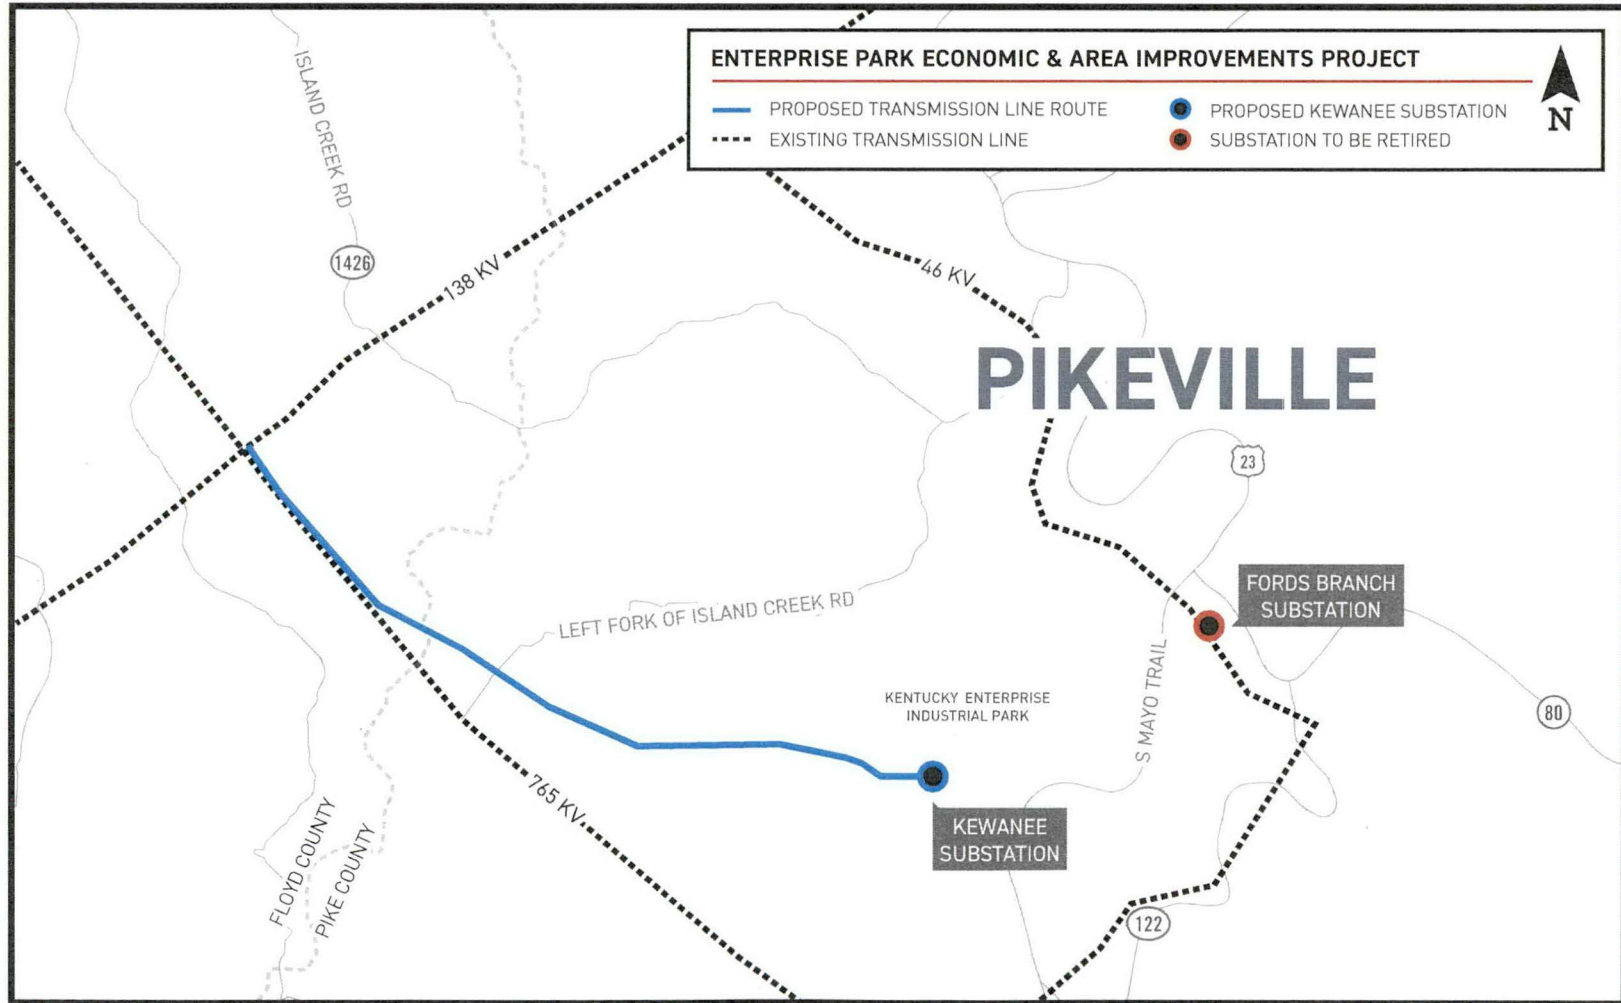 ENTERPRISE PARK ECONOMIC & AREA IMPROVEMENTS PROJECT
PROPOSED TRANSMISSION LINE ROUTE
PROPOSED KEWANEE SUBSTATION
EXISTING TRANSMISSION LINE
SUBSTATION TO BE RETIRED
N
ISLAND CREEK RD
1426
138 KV
46 KV
PIKEVILLE
23
FORDS BRANCH
SUBSTATION
LEFT FORK OF ISLAND CREEK RD
S MAYO TRAIL
KENTUCKY ENTERPRISE
INDUSTRIAL PARK
80
765 KV
KEWANEE
SUBSTATION
FLOYD COUNTY
PIKE COUNTY
122